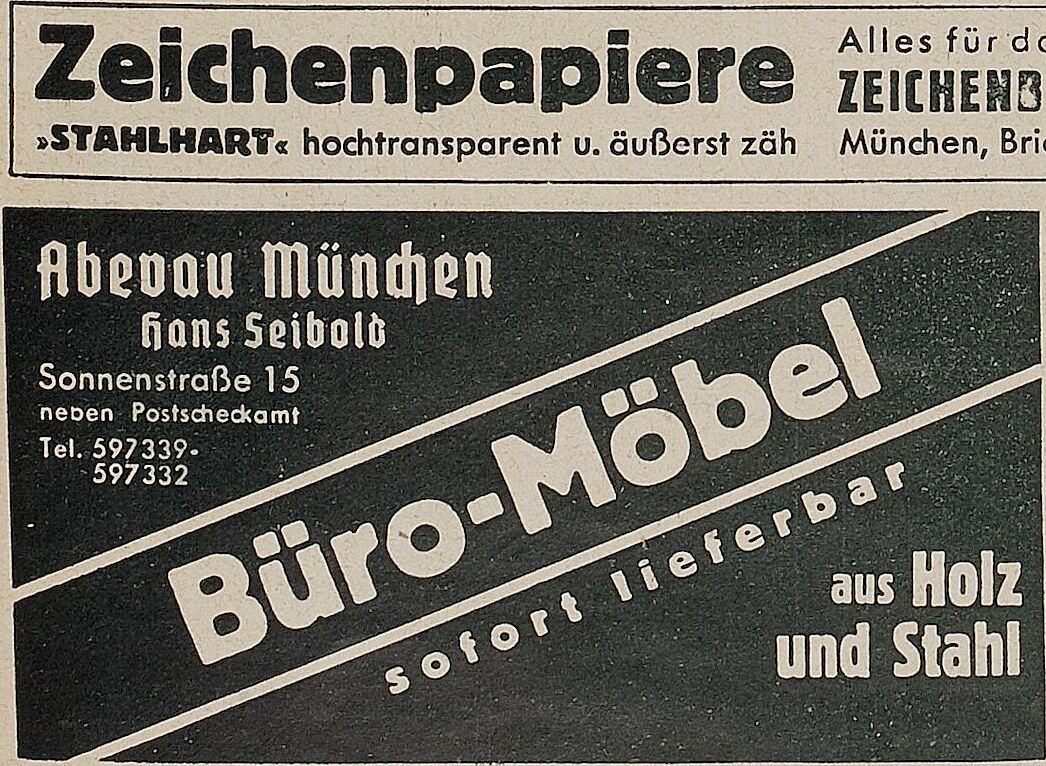 Zeichenpapiere
»STAHLHART« hochtransparent u. äußerst zäh
Alles für
ZEICHENB
München,
Abevau München
Hans Seibold
Sonnenstraße 15
neben Postscheckamt
Tel. 597339-
597332
Büro-Möbel
sofort lieferbar
aus Holz
und Stahl